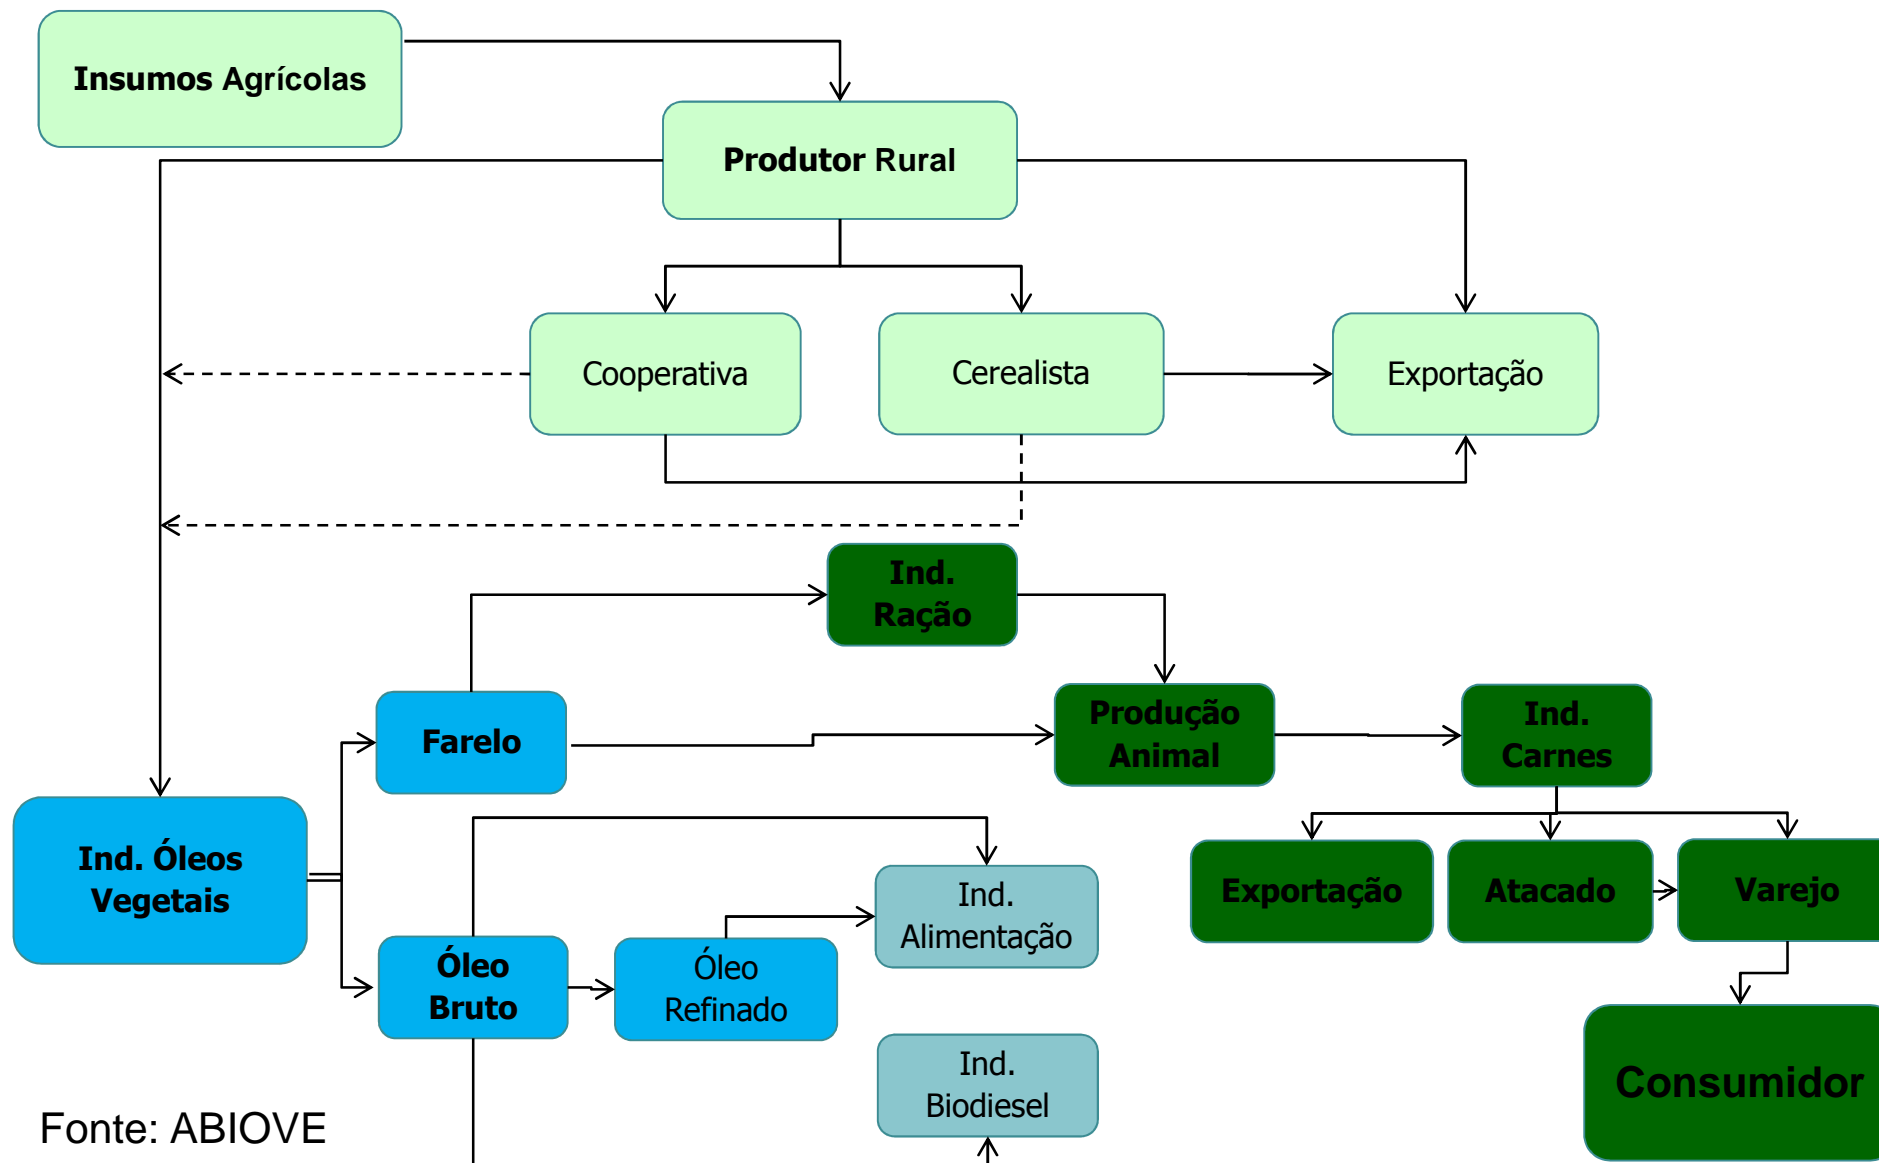 Insumos Agrícolas
Produtor Rural
Cooperativa
Cerealista
Exportação
Ind.
Ração
Farelo
Produção
Animal
Ind.
Carnes
Ind. Óleos
Vegetais
Exportação
Atacado
Varejo
Ind.
Alimentação
Óleo
Bruto
Óleo
Refinado
Ind.
Biodiesel
Consumidor
Fonte: ABIOVE